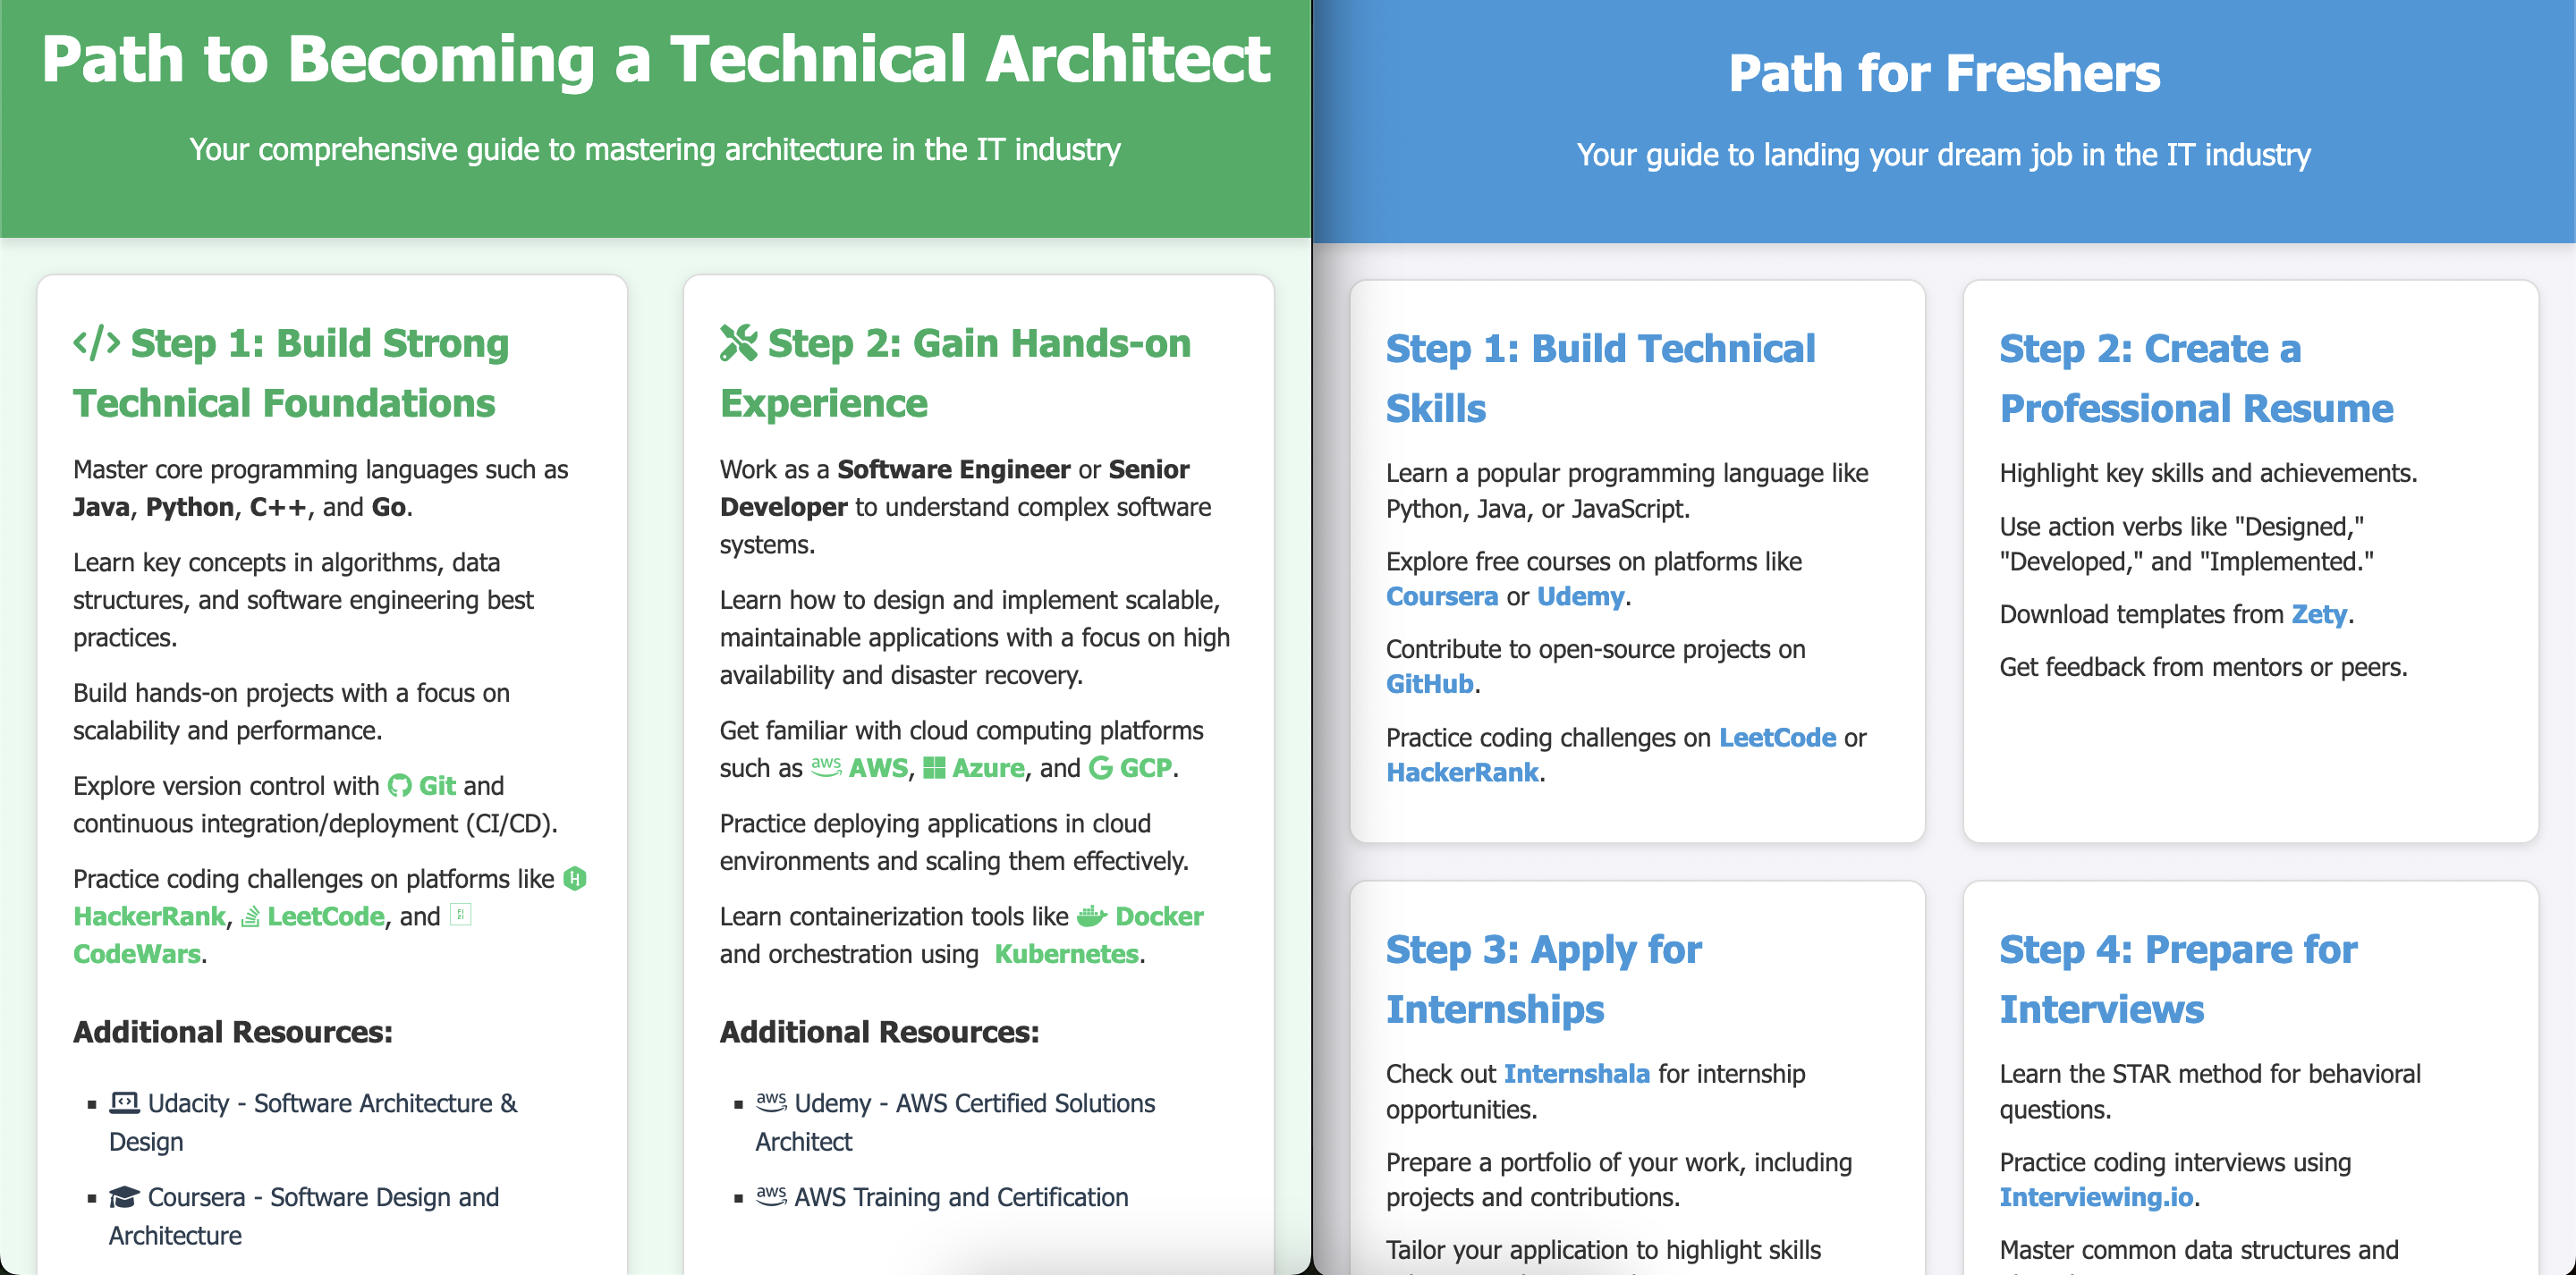 Path to Becoming a Technical Architect
Your comprehensive guide to mastering architecture in the IT industry
Step 1: Build Strong
Technical Foundations
Master core programming languages such as
Java, Python, C++, and Go.
Learn key concepts in algorithms, data
structures, and software engineering best
practices.
Build hands-on projects with a focus on
scalability and performance.
Explore version control with Git and
continuous integration/deployment (CI/CD).
Practice coding challenges on platforms like
HackerRank, LeetCode, and
CodeWars.
Additional Resources:
Udacity - Software Architecture &
Design
Coursera - Software Design and
Architecture
Step 2: Gain Hands-on
Experience
Work as a Software Engineer or Senior
Developer to understand complex software
systems.
Learn how to design and implement scalable,
maintainable applications with a focus on high
availability and disaster recovery.
Get familiar with cloud computing platforms
such as aws AWS, Azure, and GCP.
Practice deploying applications in cloud
environments and scaling them effectively.
Learn containerization tools like Docker
and orchestration using Kubernetes.
Additional Resources:
aws Udemy - AWS Certified Solutions
Architect
aws AWS Training and Certification
Path for Freshers
Your guide to landing your dream job in the IT industry
Step 1: Build Technical
Skills
Learn a popular programming language like
Python, Java, or JavaScript.
Explore free courses on platforms like
Coursera or Udemy.
Contribute to open-source projects on
GitHub.
Practice coding challenges on LeetCode or
HackerRank.
Step 2: Create a
Professional Resume
Highlight key skills and achievements.
Use action verbs like "Designed,"
"Developed," and "Implemented."
Download templates from Zety.
Get feedback from mentors or peers.
Step 3: Apply for
Internships
Check out Internshala for internship
opportunities.
Prepare a portfolio of your work, including
projects and contributions.
Tailor your application to highlight skills
Step 4: Prepare for
Interviews
Learn the STAR method for behavioral
questions.
Practice coding interviews using
Interviewing.io.
Master common data structures and